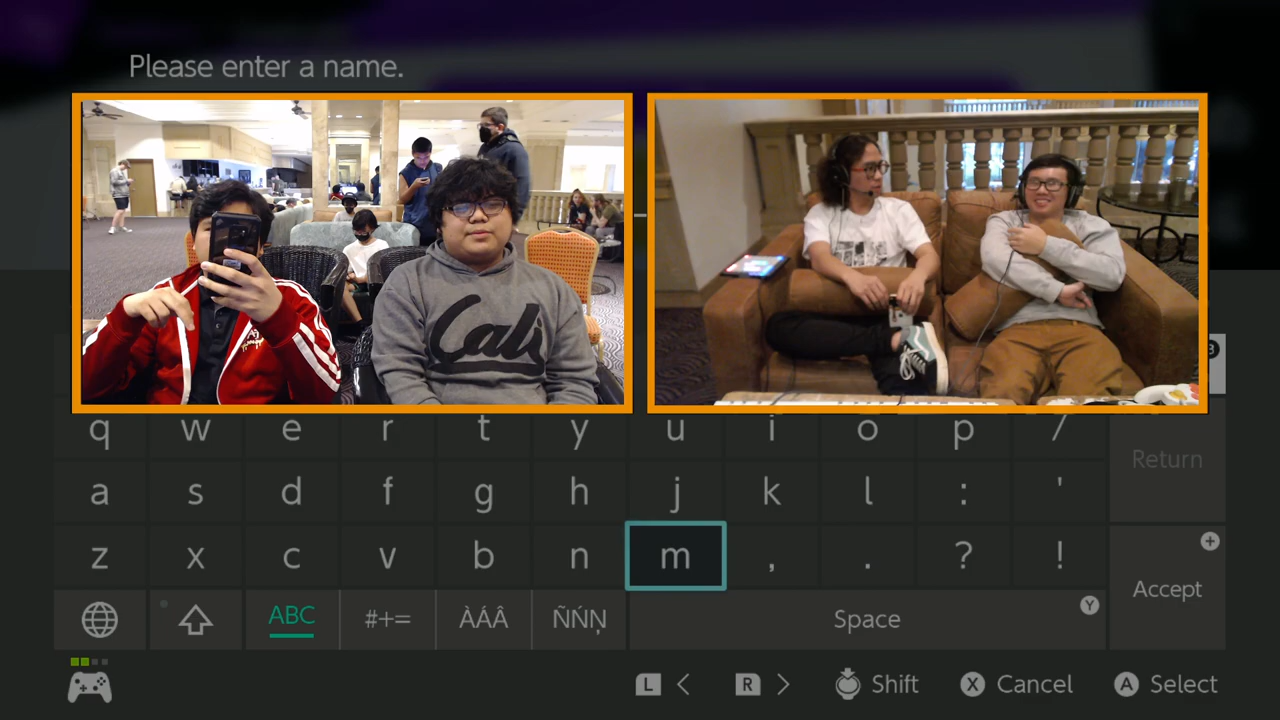 Please enter a name.
Cali
q w e r t y u i o p /
Return
a s d f g h j k l : '
z x c v b n m , . ? !
+
Accept
ABC #+= ÀÁÂ ÑŃŅ Space Y
L < R > Shift X Cancel A Select